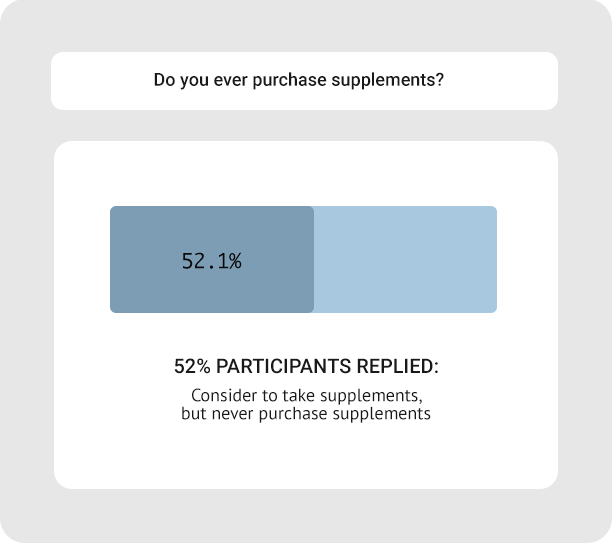 Do you ever purchase supplements?
52.1%
52% PARTICIPANTS REPLIED:
Consider to take supplements,
but never purchase supplements